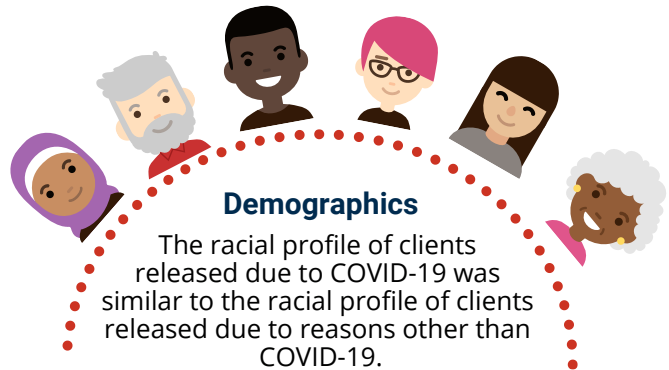 Demographics
The racial profile of clients
released due to COVID-19 was
similar to the racial profile of clients
released due to reasons other than
COVID-19.